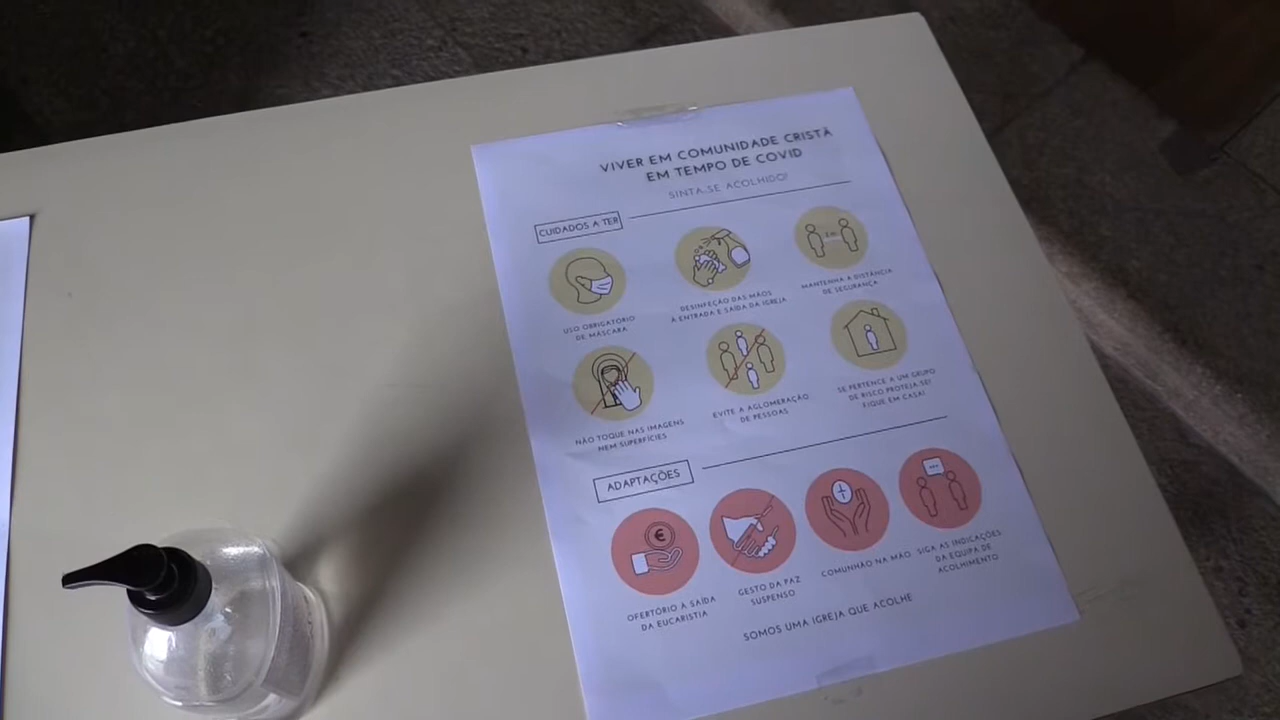 VIVER EM COMUNIDADE CRISTÃ
EM TEMPO DE COVID
SINTA-SE ACOLHIDO!
CUIDADOS A TER
USO OBRIGATÓRIO
DE MÁSCARA
DESINFEÇÃO DAS MÃOS
À ENTRADA E SAÍDA DA IGREJA
2m
MANTENHA A DISTÂNCIA
DE SEGURANÇA
NÃO TOQUE NAS IMAGENS
NEM SUPERFÍCIES
EVITE A AGLOMERAÇÃO
DE PESSOAS
SE PERTENCE A UM GRUPO
DE RISCO PROTEJA-SE!
FIQUE EM CASA!
ADAPTAÇÕES
€
OFERTÓRIO À SAÍDA
DA EUCARISTIA
GESTO DA PAZ
SUSPENSO
COMUNHÃO NA MÃO
SIGA AS INDICAÇÕES
DA EQUIPA DE
ACOLHIMENTO
SOMOS UMA IGREJA QUE ACOLHE